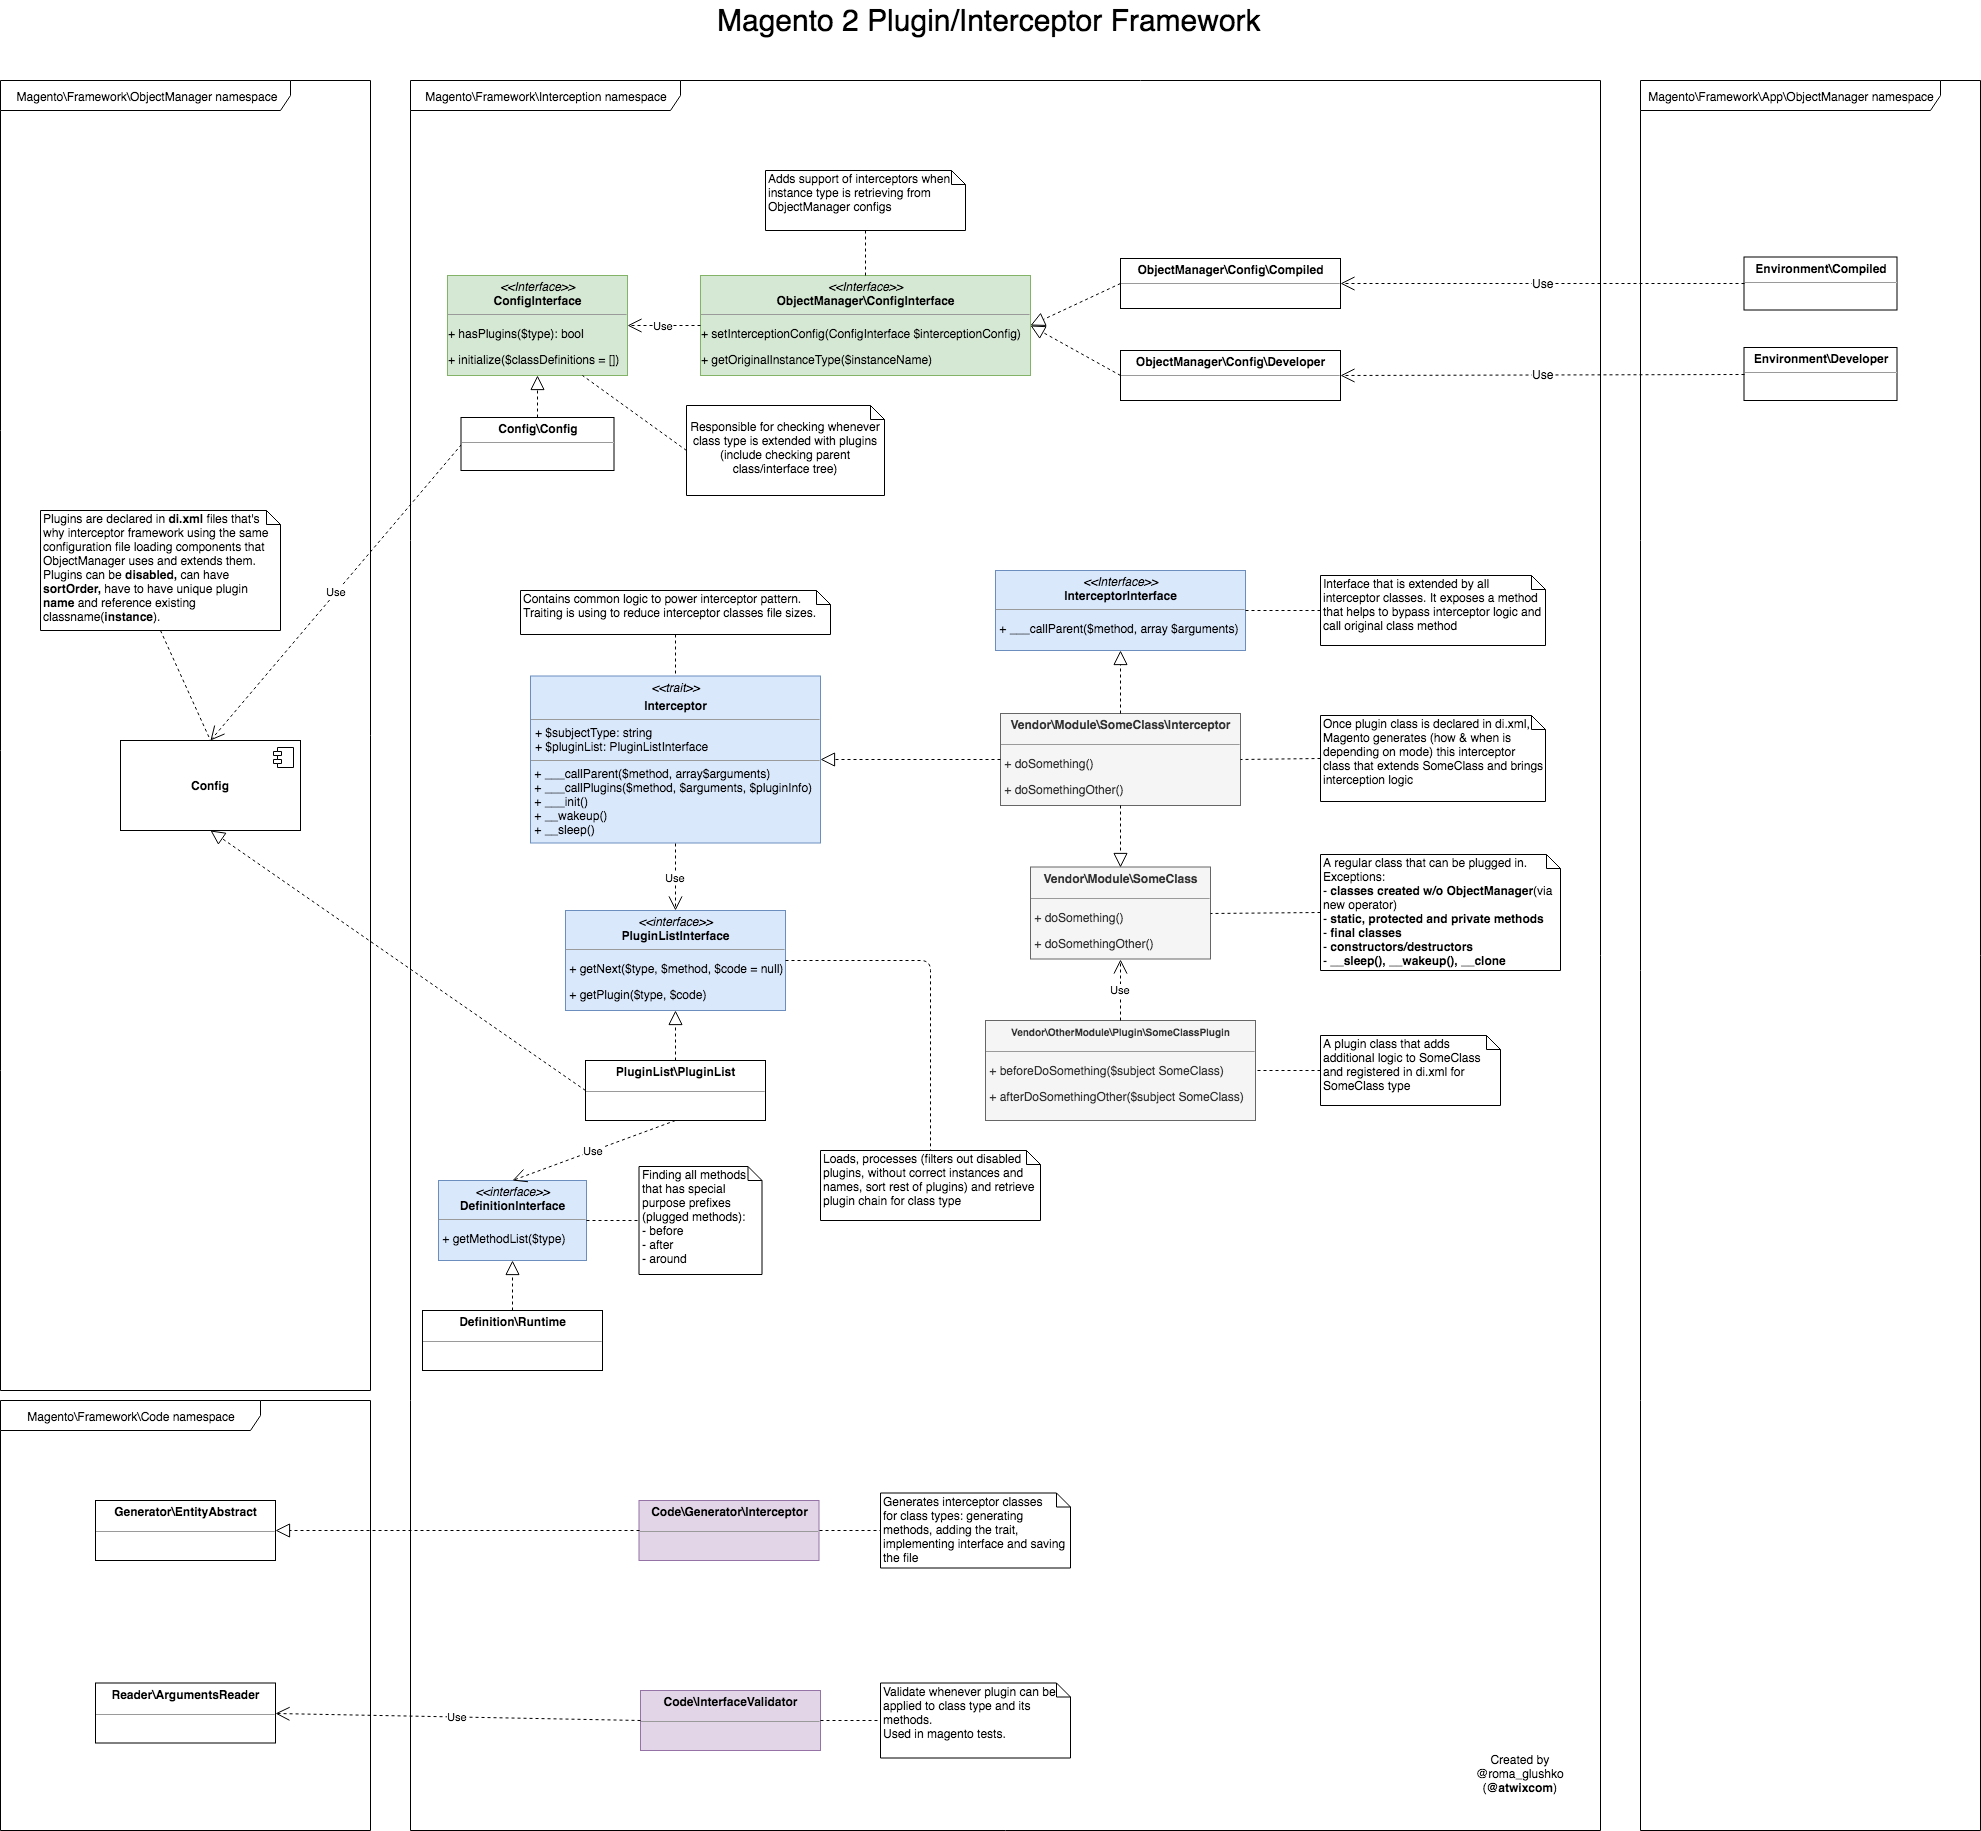 Magento 2 Plugin/Interceptor Framework
Magento\Framework\ObjectManager namespace
Plugins are declared in di.xml files that's
why interceptor framework using the same
configuration file loading components that
ObjectManager uses and extends them.
Plugins can be disabled, can have
sortOrder, have to have unique plugin
name and reference existing
classname(instance).
Use
Config
Magento\Framework\Interception namespace
Adds support of interceptors when
instance type is retrieving from
ObjectManager configs
<<Interface>>
ConfigInterface
+ hasPlugins($type): bool
+ initialize($classDefinitions = [])
Use
<<Interface>>
ObjectManager\ConfigInterface
+ setInterceptionConfig(ConfigInterface $interceptionConfig)
+ getOriginalInstanceType($instanceName)
ObjectManager\Config\Compiled
ObjectManager\Config\Developer
Use
Use
Config\Config
Responsible for checking whenever
class type is extended with plugins
(include checking parent
class/interface tree)
Contains common logic to power interceptor pattern.
Traiting is using to reduce interceptor classes file sizes.
<<trait>>
Interceptor
+ $subjectType: string
+ $pluginList: PluginListInterface
+ ___callParent($method, array$arguments)
+ ___callPlugins($method, $arguments, $pluginInfo)
+ ___init()
+ __wakeup()
+ __sleep()
Use
<<interface>>
PluginListInterface
+ getNext($type, $method, $code = null)
+ getPlugin($type, $code)
PluginList\PluginList
Use
<<interface>>
DefinitionInterface
+ getMethodList($type)
Finding all methods
that has special
purpose prefixes
(plugged methods):
- before
- after
- around
Definition\Runtime
Loads, processes (filters out disabled
plugins, without correct instances and
names, sort rest of plugins) and retrieve
plugin chain for class type
<<Interface>>
InterceptorInterface
+ ___callParent($method, array $arguments)
Interface that is extended by all
interceptor classes. It exposes a method
that helps to bypass interceptor logic and
call original class method
Vendor\Module\SomeClass\Interceptor
+ doSomething()
+ doSomethingOther()
Once plugin class is declared in di.xml,
Magento generates (how & when is
depending on mode) this interceptor
class that extends SomeClass and brings
interception logic
Vendor\Module\SomeClass
+ doSomething()
+ doSomethingOther()
A regular class that can be plugged in.
Exceptions:
- classes created w/o ObjectManager(via
new operator)
- static, protected and private methods
- final classes
- constructors/destructors
- __sleep(), __wakeup(), __clone
Use
Vendor\OtherModule\Plugin\SomeClassPlugin
+ beforeDoSomething($subject SomeClass)
+ afterDoSomethingOther($subject SomeClass)
A plugin class that adds
additional logic to SomeClass
and registered in di.xml for
SomeClass type
Magento\Framework\App\ObjectManager namespace
Environment\Compiled
Environment\Developer
Magento\Framework\Code namespace
Generator\EntityAbstract
Code\Generator\Interceptor
Generates interceptor classes
for class types: generating
methods, adding the trait,
implementing interface and saving
the file
Reader\ArgumentsReader
Use
Code\InterfaceValidator
Validate whenever plugin can be
applied to class type and its
methods.
Used in magento tests.
Created by
@roma_glushko
(@atwixcom)